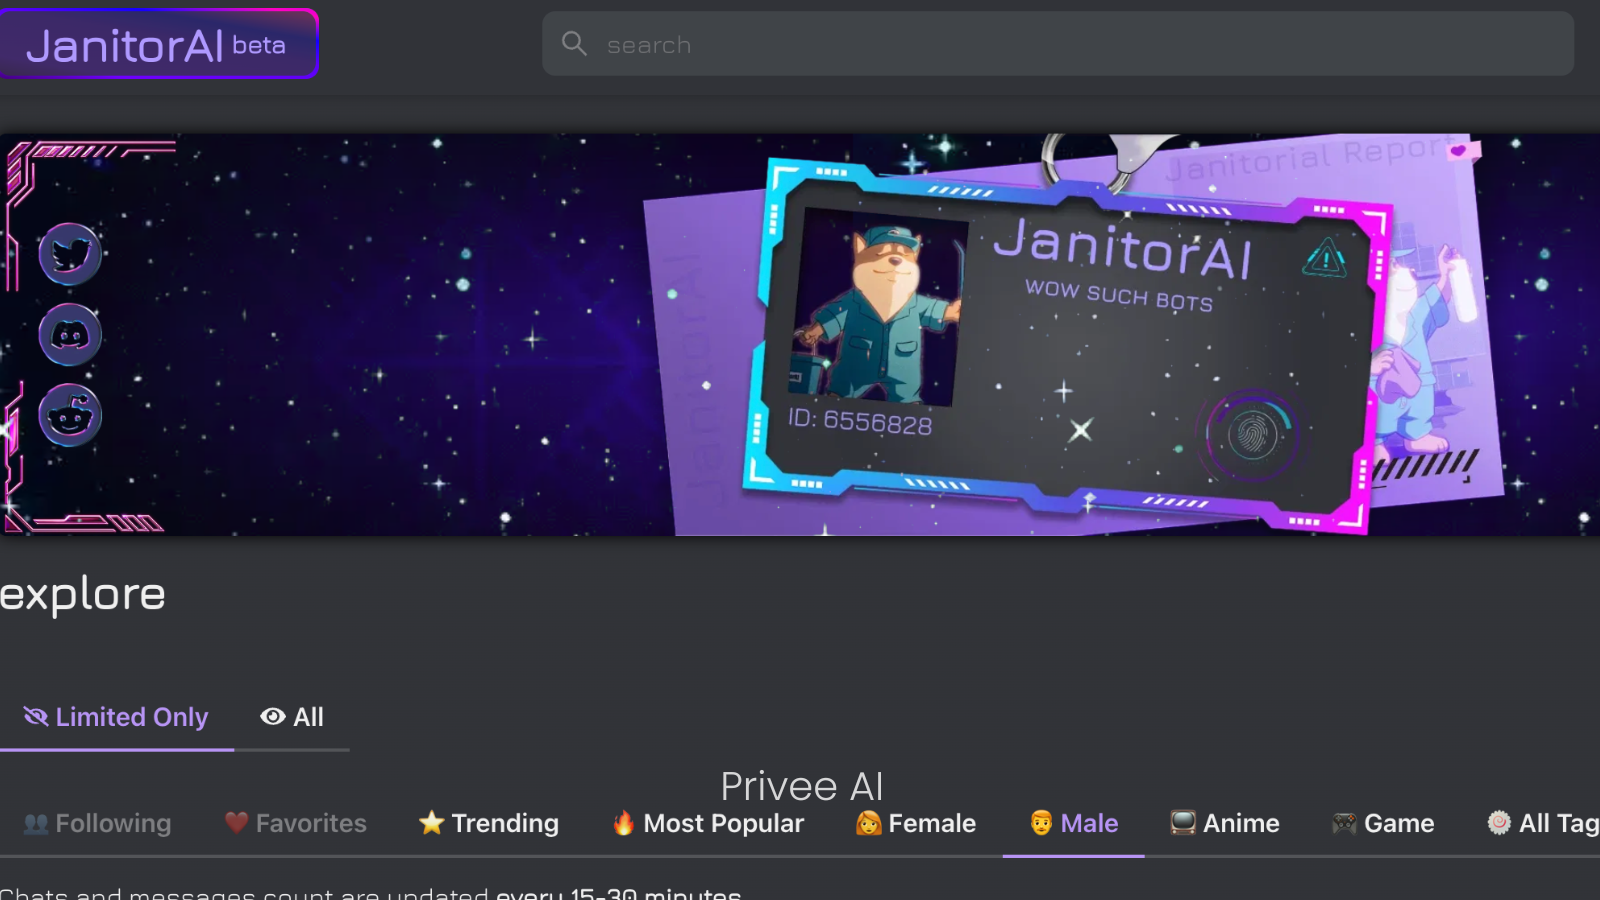 JanitorAI beta
search
Janitorial Report
JanitorAI
JanitorAI
WOW SUCH BOTS
ID: 6556828
explore
Limited Only All
Privee AI
Following Favorites Trending Most Popular Female Male Anime Game All Tag
Chats and messages count are updated every 15-30 minutes